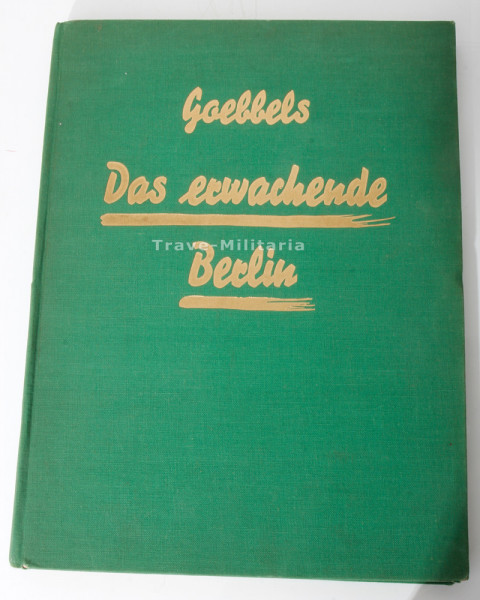 Goebbels
Das erwachende
Trave-Militaria
Berlin